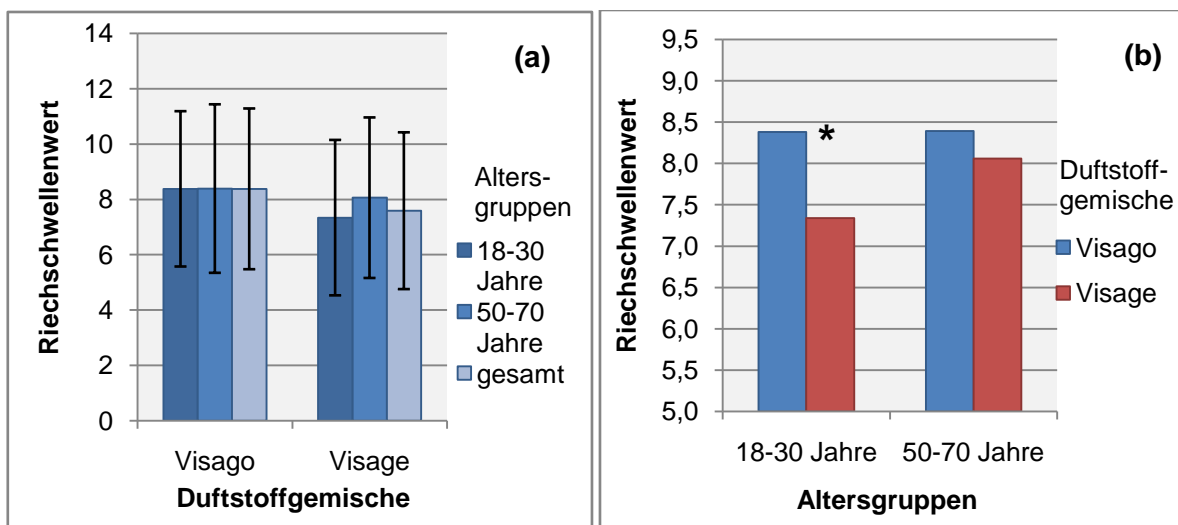 (a)
Riechschwellenwert
14
12
10
8
6
4
2
0
Visago
Visage
Duftstoffgemische
Alters-
gruppen
18-30
Jahre
50-70
Jahre
gesamt
(b)
Riechschwellenwert
9,5
9,0
8,5
8,0
7,5
7,0
6,5
6,0
5,5
5,0
*
18-30 Jahre
50-70 Jahre
Altersgruppen
Duftstoff-
gemische
Visago
Visage